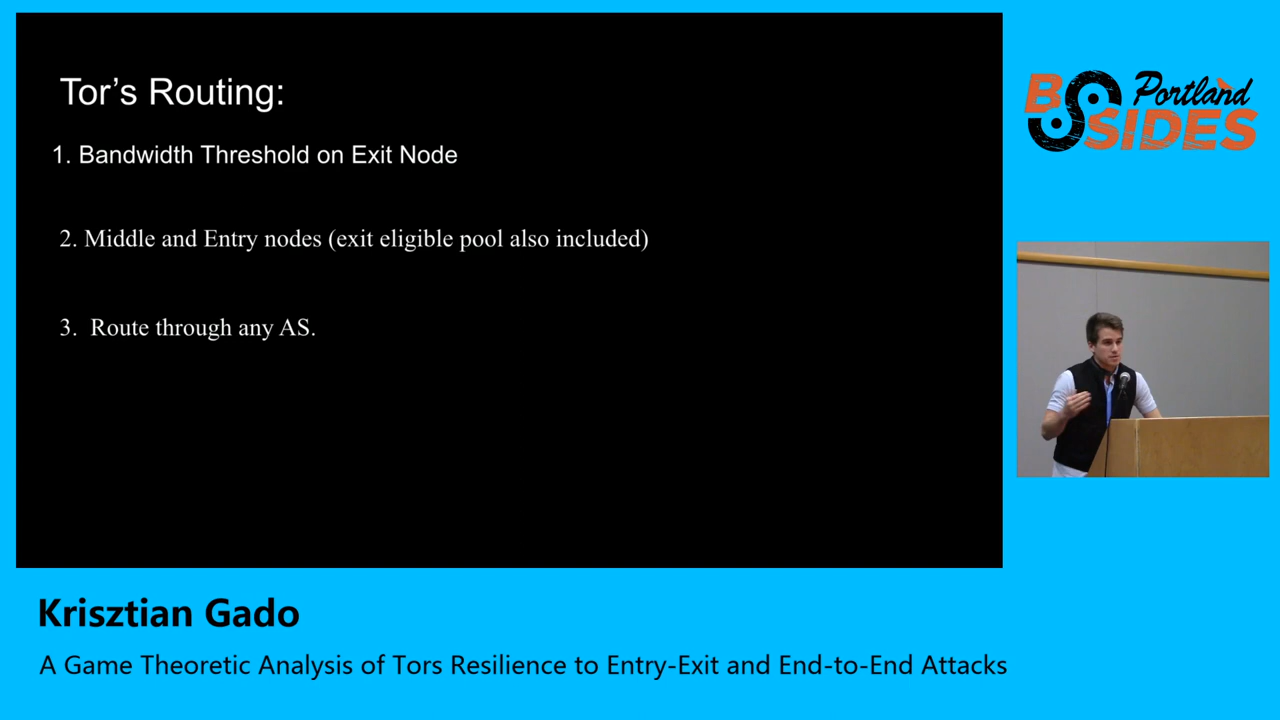 Tor’s Routing:
1. Bandwidth Threshold on Exit Node
2. Middle and Entry nodes (exit eligible pool also included)
3. Route through any AS.
BSIDES Portland
Krisztian Gado
A Game Theoretic Analysis of Tors Resilience to Entry-Exit and End-to-End Attacks